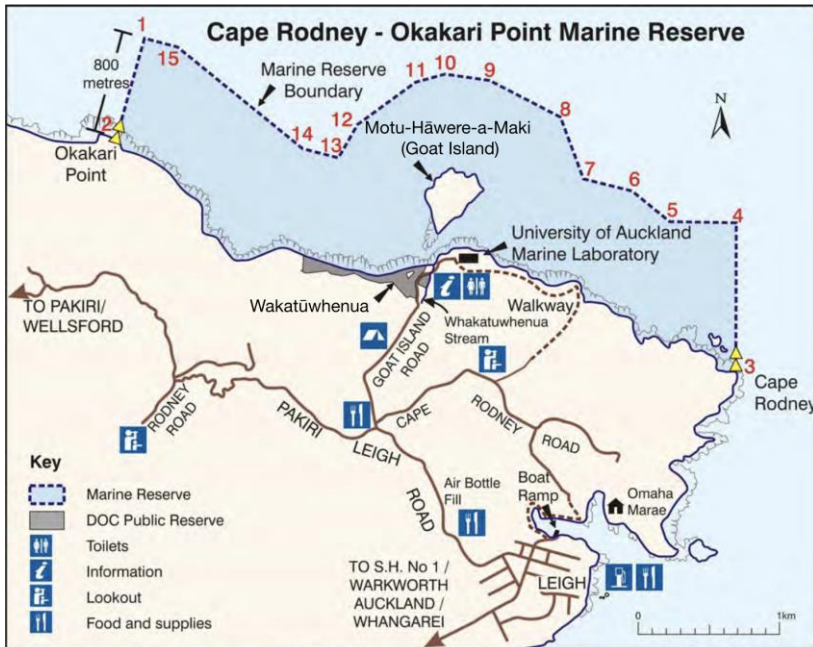 Cape Rodney - Okakari Point Marine Reserve
1
15
800
metres
Marine Reserve
Boundary
11
10
9
8
12
14
13
2
Okakari
Point
Motu-Hāwere-a-Maki
(Goat Island)
N
7
6
5
4
University of Auckland
Marine Laboratory
TO PAKIRI/
WELLSFORD
Wakatūwhenua
Walkway
Whakatuwhenua
Stream
GOAT ISLAND
ROAD
3
Cape
Rodney
RODNEY
ROAD
PAKIRI
LEIGH
ROAD
CAPE
RODNEY
ROAD
Air Bottle
Fill
Boat
Ramp
Omaha
Marae
Key
Marine Reserve
DOC Public Reserve
Toilets
Information
Lookout
Food and supplies
TO S.H. No 1 /
WARKWORTH
AUCKLAND /
WHANGAREI
LEIGH
0
1km